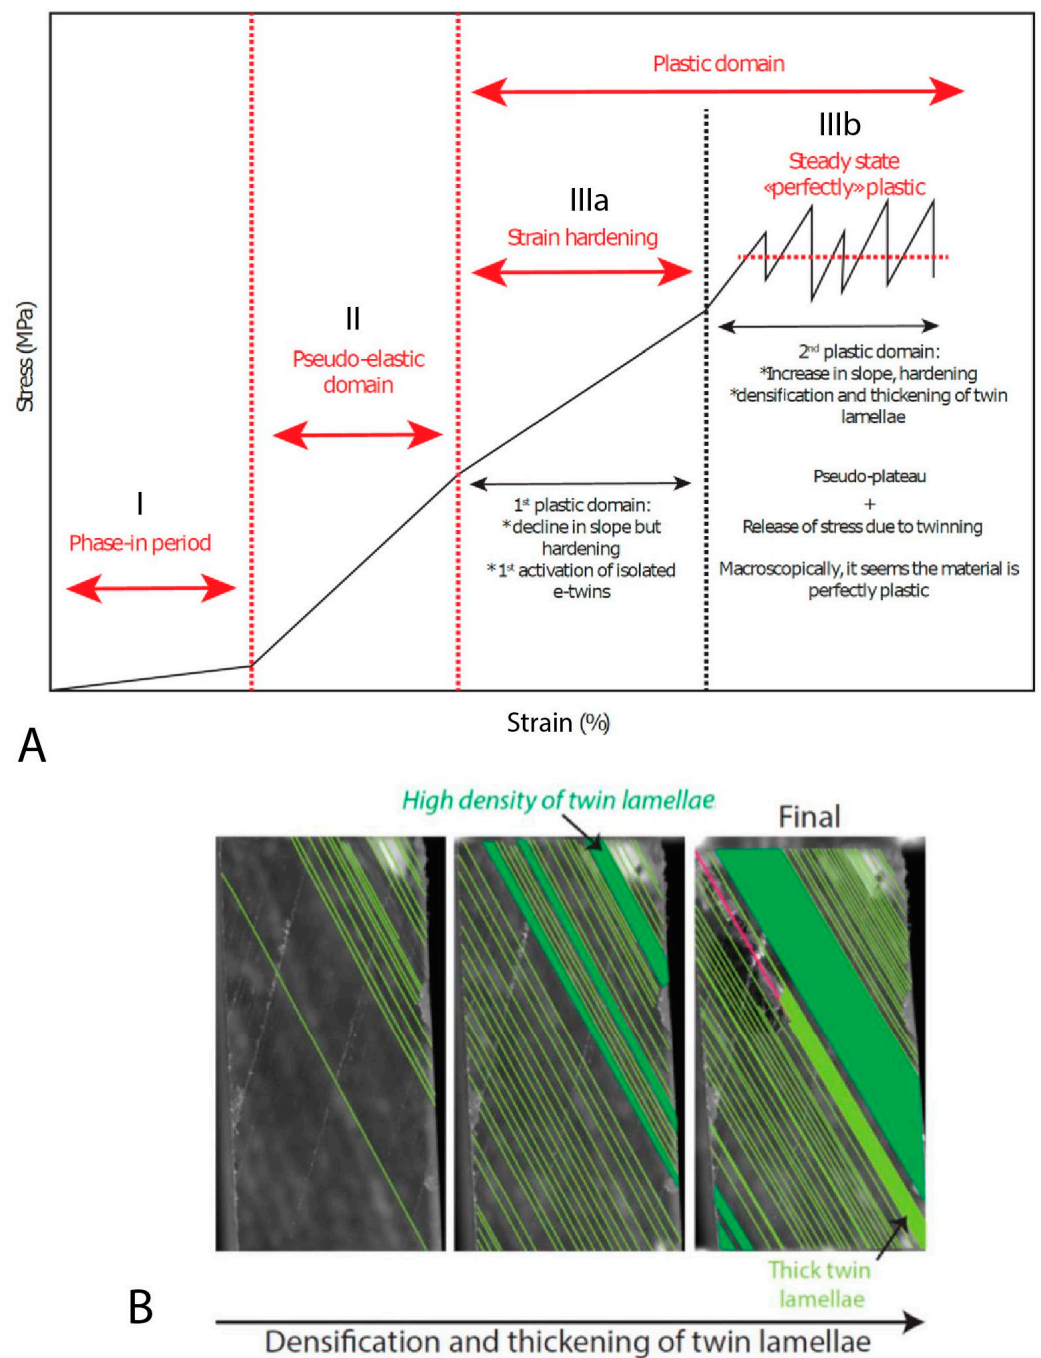 Plastic domain
IIIb
Steady state
«perfectly» plastic
IIIa
Strain hardening
II
Pseudo-elastic
domain
I
Phase-in period
Stress (MPa)
1st plastic domain:
*decline in slope but
hardening
*1st activation of isolated
e-twins
2nd plastic domain:
*Increase in slope, hardening
*densification and thickening of twin
lamellae
Pseudo-plateau
+
Release of stress due to twinning
Macroscopically, it seems the material is
perfectly plastic
Strain (%)
A
High density of twin lamellae
Final
Thick twin
lamellae
B
Densification and thickening of twin lamellae